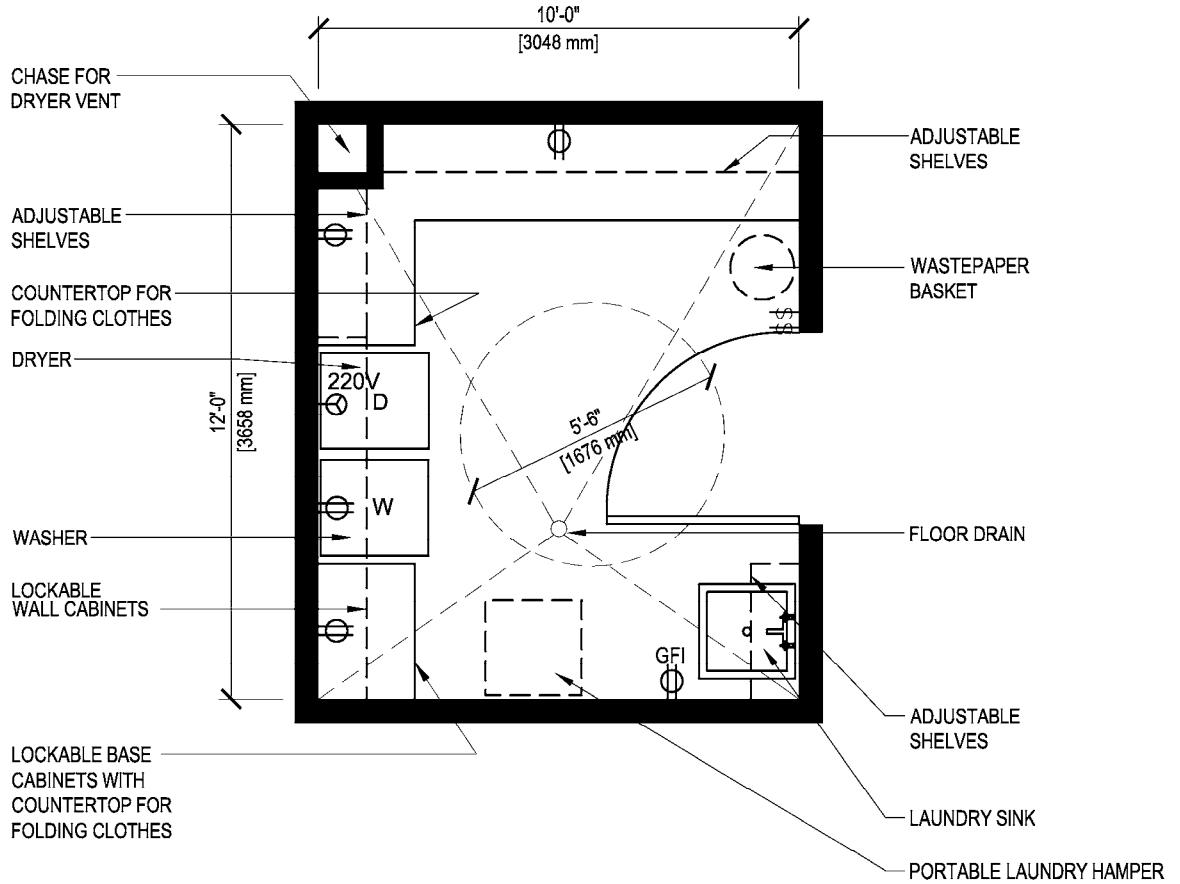 10'-0"
[3048 mm]
CHASE FOR
DRYER VENT
ADJUSTABLE
SHELVES
ADJUSTABLE
SHELVES
COUNTERTOP FOR
FOLDING CLOTHES
WASTEPAPER
BASKET
SS
DRYER
220V
D
12'-0"
[3658 mm]
5'-6"
[1676 mm]
W
WASHER
FLOOR DRAIN
LOCKABLE
WALL CABINETS
GFI
ADJUSTABLE
SHELVES
LOCKABLE BASE
CABINETS WITH
COUNTERTOP FOR
FOLDING CLOTHES
LAUNDRY SINK
PORTABLE LAUNDRY HAMPER